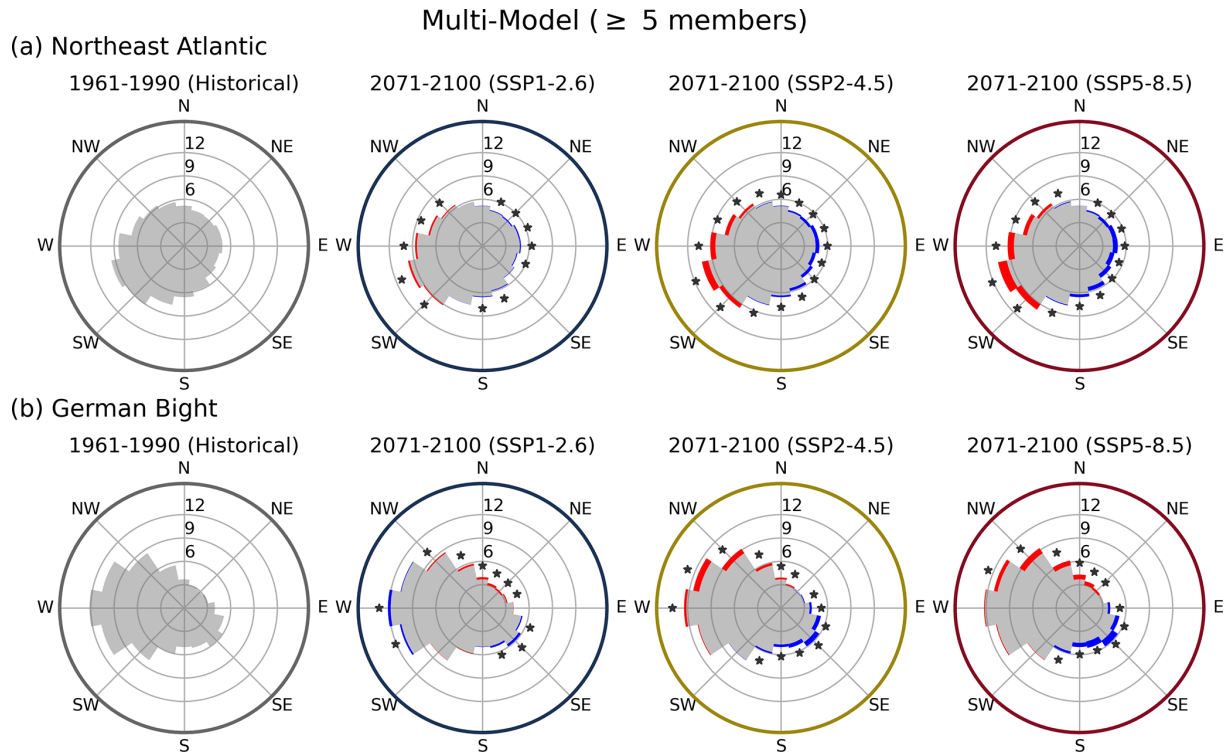 Multi-Model (≥ 5 members)
(a) Northeast Atlantic
1961-1990 (Historical) 2071-2100 (SSP1-2.6) 2071-2100 (SSP2-4.5) 2071-2100 (SSP5-8.5)
N N N N
NW NE NW NE NW NE NW NE
12 12 12 12
9 9 9 9
6 6 6 6
W E W E W E W E
SW SE SW SE SW SE SW SE
S S S S
(b) German Bight
1961-1990 (Historical) 2071-2100 (SSP1-2.6) 2071-2100 (SSP2-4.5) 2071-2100 (SSP5-8.5)
N N N N
NW NE NW NE NW NE NW NE
12 12 12 12
9 9 9 9
6 6 6 6
W E W E W E W E
SW SE SW SE SW SE SW SE
S S S S